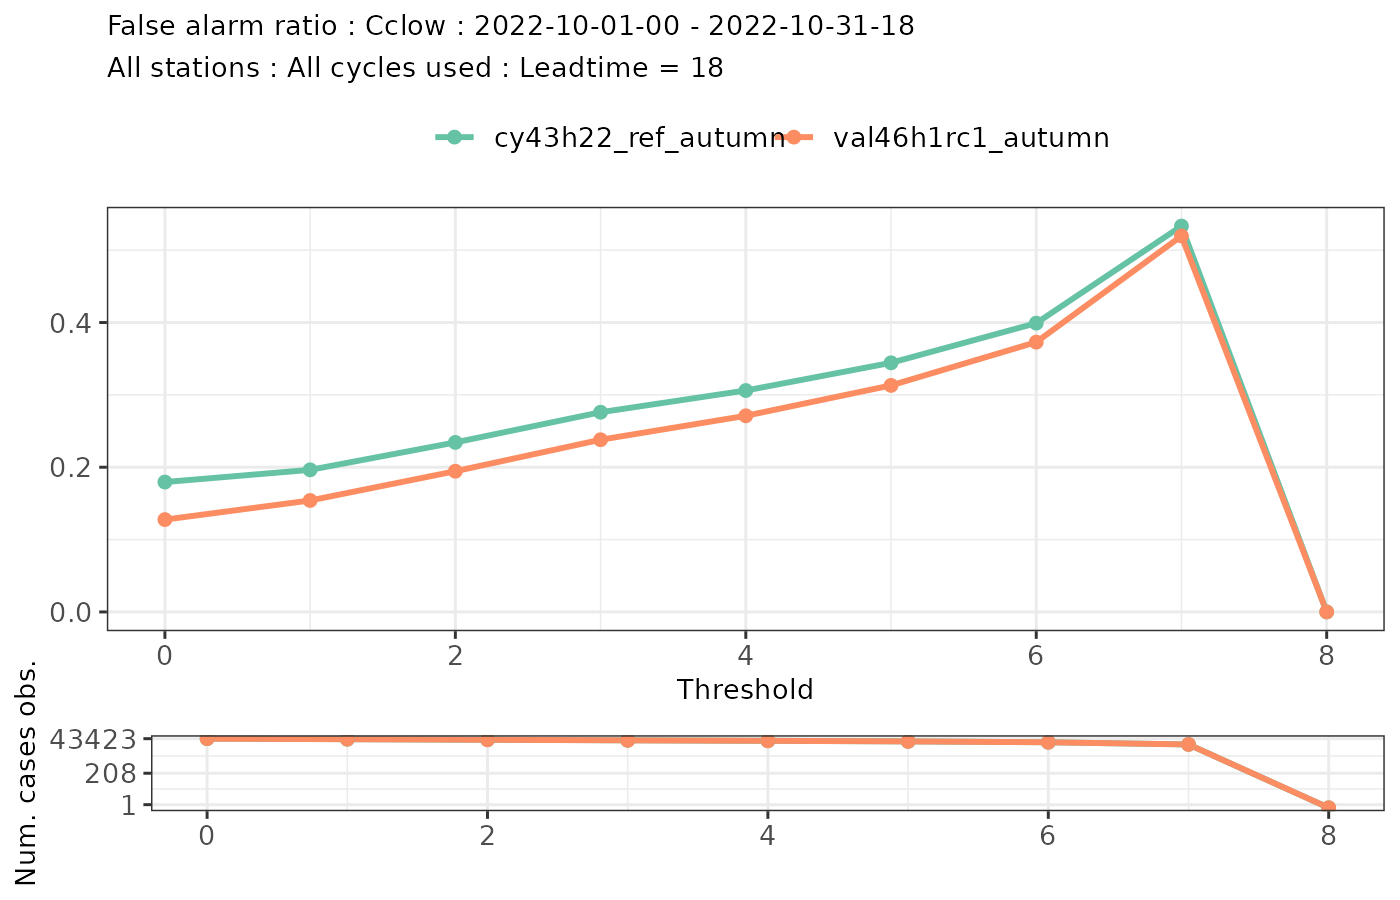 False alarm ratio : Cclow : 2022-10-01-00 - 2022-10-31-18
All stations : All cycles used : Leadtime = 18
cy43h22_ref_autumn val46h1rc1_autumn
0.4
0.2
0.0
0 2 4 6 8
Threshold
Num. cases obs.
43423
208
1
0 2 4 6 8